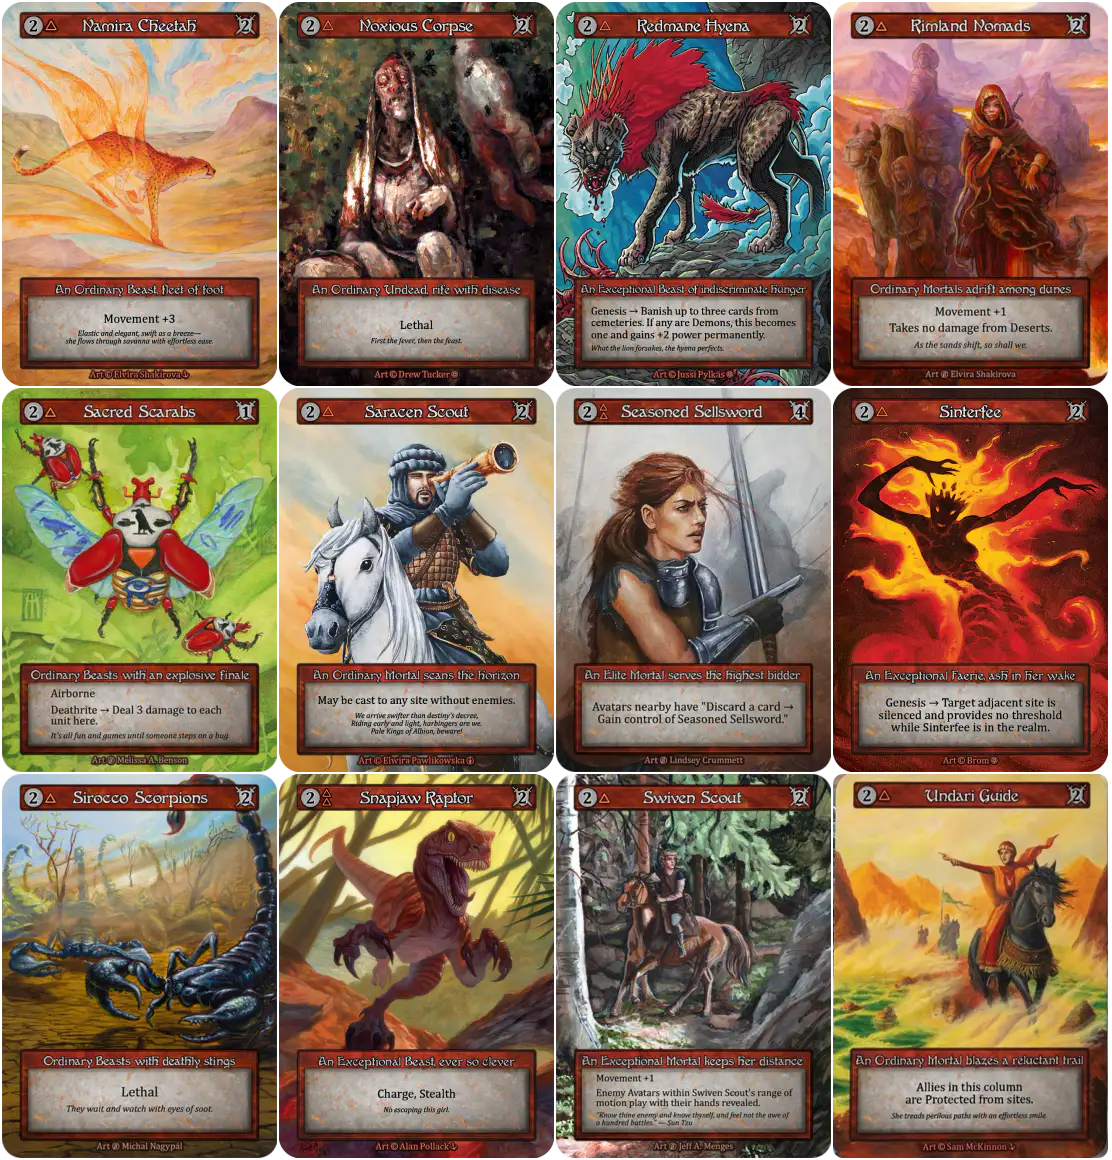 2 Namira Cheetah 2
An Ordinary Beast, fleet of foot
Movement +3
Elastic and elegant, swift as a breeze—
she flows through savanna with effortless ease.
Art © Elvira Shakirova
2 Noxious Corpse 2
An Ordinary Undead, rife with disease
Lethal
First the fever, then the feast.
Art © Drew Tucker
2 Redmane Hyena 2
An Exceptional Beast of indiscriminate hunger
Genesis → Banish up to three cards from
cemeteries. If any are Demons, this becomes
one and gains +2 power permanently.
What the lion forsakes, the hyena perfects.
Art © Jussi Pylkäs
2 Rimland Nomads 2
Ordinary Mortals adrift among dunes
Movement +1
Takes no damage from Deserts.
As the sands shift, so shall we.
Art Elvira Shakirova
2 Sacred Scarabs 1
Ordinary Beasts with an explosive finale
Airborne
Deathrite → Deal 3 damage to each
unit here.
It's all fun and games until someone steps on a bug.
Art Melissa A. Benson
2 Saracen Scout 2
An Ordinary Mortal scans the horizon
May be cast to any site without enemies.
We arrive swifter than destiny's decree,
Riding early and light, harbingers are we.
Pale Kings of Albion, beware!
Art © Elwira Pawlikowska
2 Seasoned Sellsword 4
An Elite Mortal serves the highest bidder
Avatars nearby have "Discard a card →
Gain control of Seasoned Sellsword."
Art Lindsey Crummett
2 Sinterfee 2
An Exceptional Faerie, ash in her wake
Genesis → Target adjacent site is
silenced and provides no threshold
while Sinterfee is in the realm.
Art © Brom
2 Sirocco Scorpions 2
Ordinary Beasts with deathly stings
Lethal
They wait and watch with eyes of soot.
Art Michal Nagypál
2 Snapjaw Raptor 2
An Exceptional Beast, ever so clever
Charge, Stealth
No escaping this girl.
Art © Alan Pollack
2 Swiven Scout 2
An Exceptional Mortal keeps her distance
Movement +1
Enemy Avatars within Swiven Scout's range of
motion play with their hands revealed.
"Know thine enemy and know thyself, and feel not the awe of
a hundred battles." — Sun Tzu
Art Jeff A. Menges
2 Undari Guide 2
An Ordinary Mortal blazes a reluctant trail
Allies in this column
are Protected from sites.
She treads perilous paths with an effortless smile.
Art © Sam McKinnon